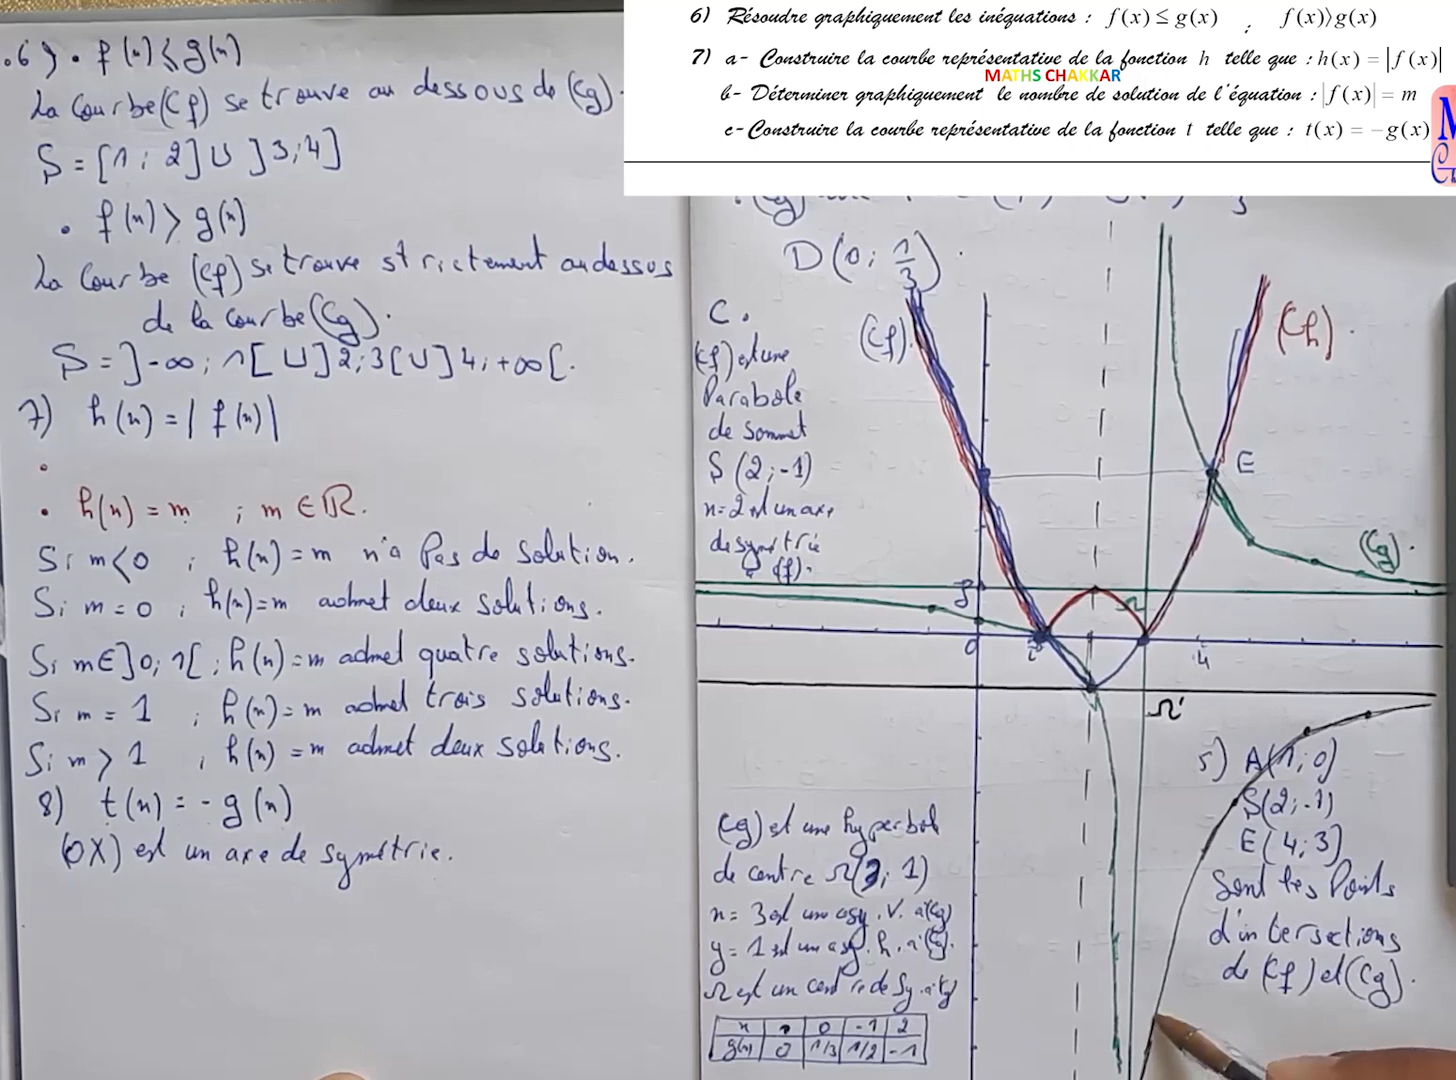 6) Résoudre graphiquement les inéquations : f(x) ≤ g(x) , f(x)⟩g(x)
7) a- Construire la courbe représentative de la fonction h telle que : h(x) = |f(x)|
MATHS CHAKKAR
b- Déterminer graphiquement le nombre de solution de l'équation : |f(x)| = m
c- Construire la courbe représentative de la fonction t telle que : t(x) = -g(x)
6) • f(x) ≤ g(x)
La Courbe (Cf) se trouve au dessous de (Cg).
S = [1 ; 2] ∪ ]3 ; 4]
• f(x) > g(x)
La Courbe (Cf) se trouve strictement au dessus
de la courbe (Cg).
S = ]-∞ ; 1[ ∪ ]2 ; 3[ ∪ ]4 ; +∞[.
7) h(x) = | f(x) |
• h(x) = m ; m ∈ ℝ.
Si m < 0 ; h(x) = m n'a pas de solution.
Si m = 0 ; h(x) = m admet deux solutions.
Si m ∈ ]0 ; 1[ ; h(x) = m admet quatre solutions.
Si m = 1 ; h(x) = m admet trois solutions.
Si m > 1 ; h(x) = m admet deux solutions.
8) t(x) = - g(x)
(OX) est un axe de symétrie.
D(0 ; 1/3).
C.
(Cf) est une
Parabole
de Sommet
S (2 ; -1)
x = 2 est un axe
de symétrie
(f).
(Cf).
(Ch).
E
(Cg).
Ω
0
4
Ω'
(Cg) est une hyperbol
de centre Ω(3 ; 1)
x = 3 est une asy. V. à (Cg)
y = 1 est un asy. h. à (Cg).
Ω est un centre de Sy. à Cg
x 0 -1 2
g(x) 0 1/3 1/2 -1
5) A(1 ; 0)
S(2 ; -1)
E(4 ; 3)
Sont les Points
d'intersections
de (Cf) et (Cg).